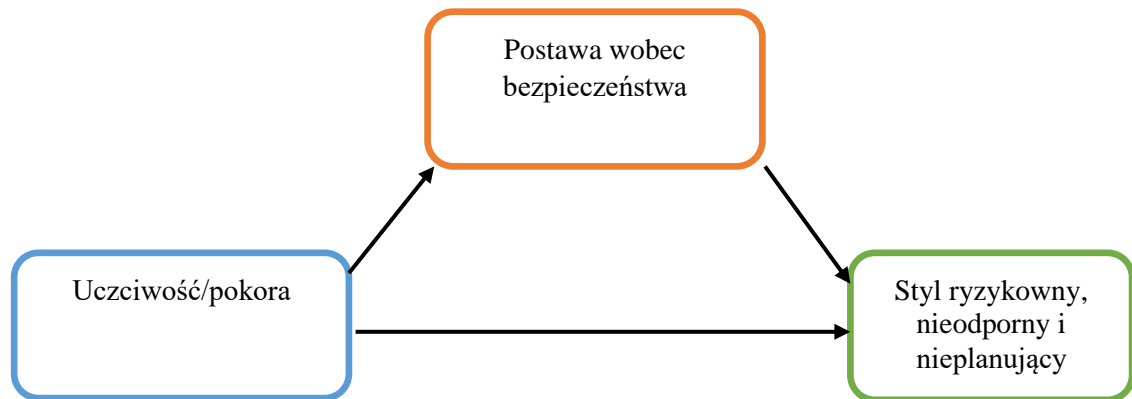 Postawa wobec
bezpieczeństwa
Uczciwość/pokora
Styl ryzykowny,
nieodporny i
nieplanujący